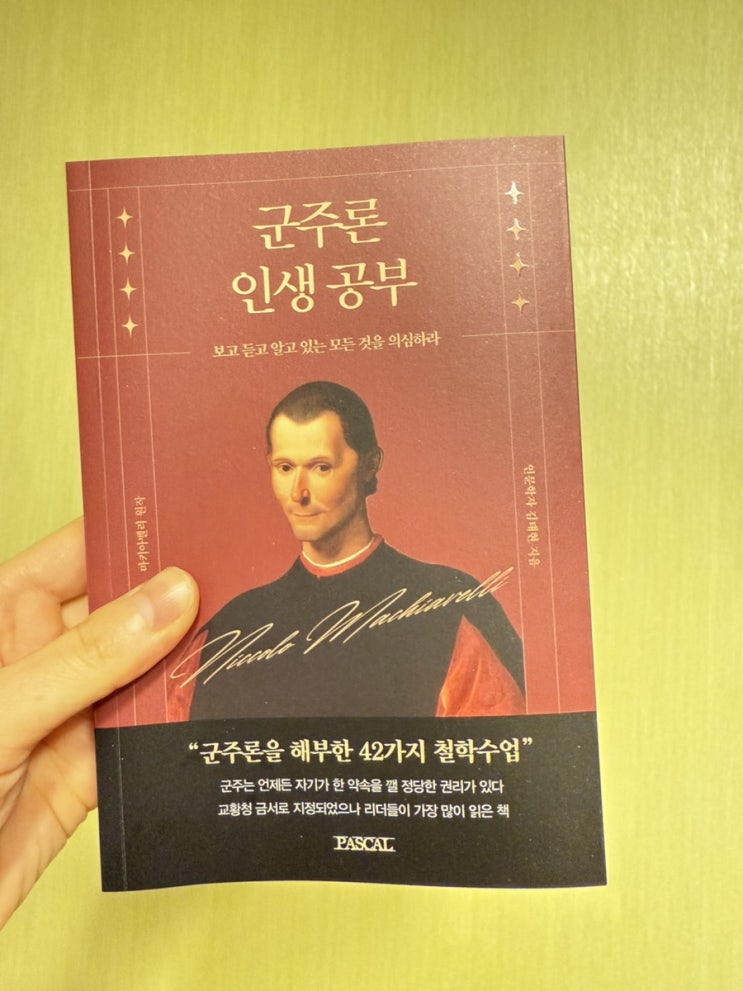 군주론
인생 공부
보고 듣고 알고 있는 모든 것을 의심하라
마키아벨리 원작
인문학자 김태현 지음
Niccolo Machiavelli
“군주론을 해부한 42가지 철학수업”
군주는 언제든 자기가 한 약속을 깰 정당한 권리가 있다
교황청 금서로 지정되었으나 리더들이 가장 많이 읽은 책
PASCAL